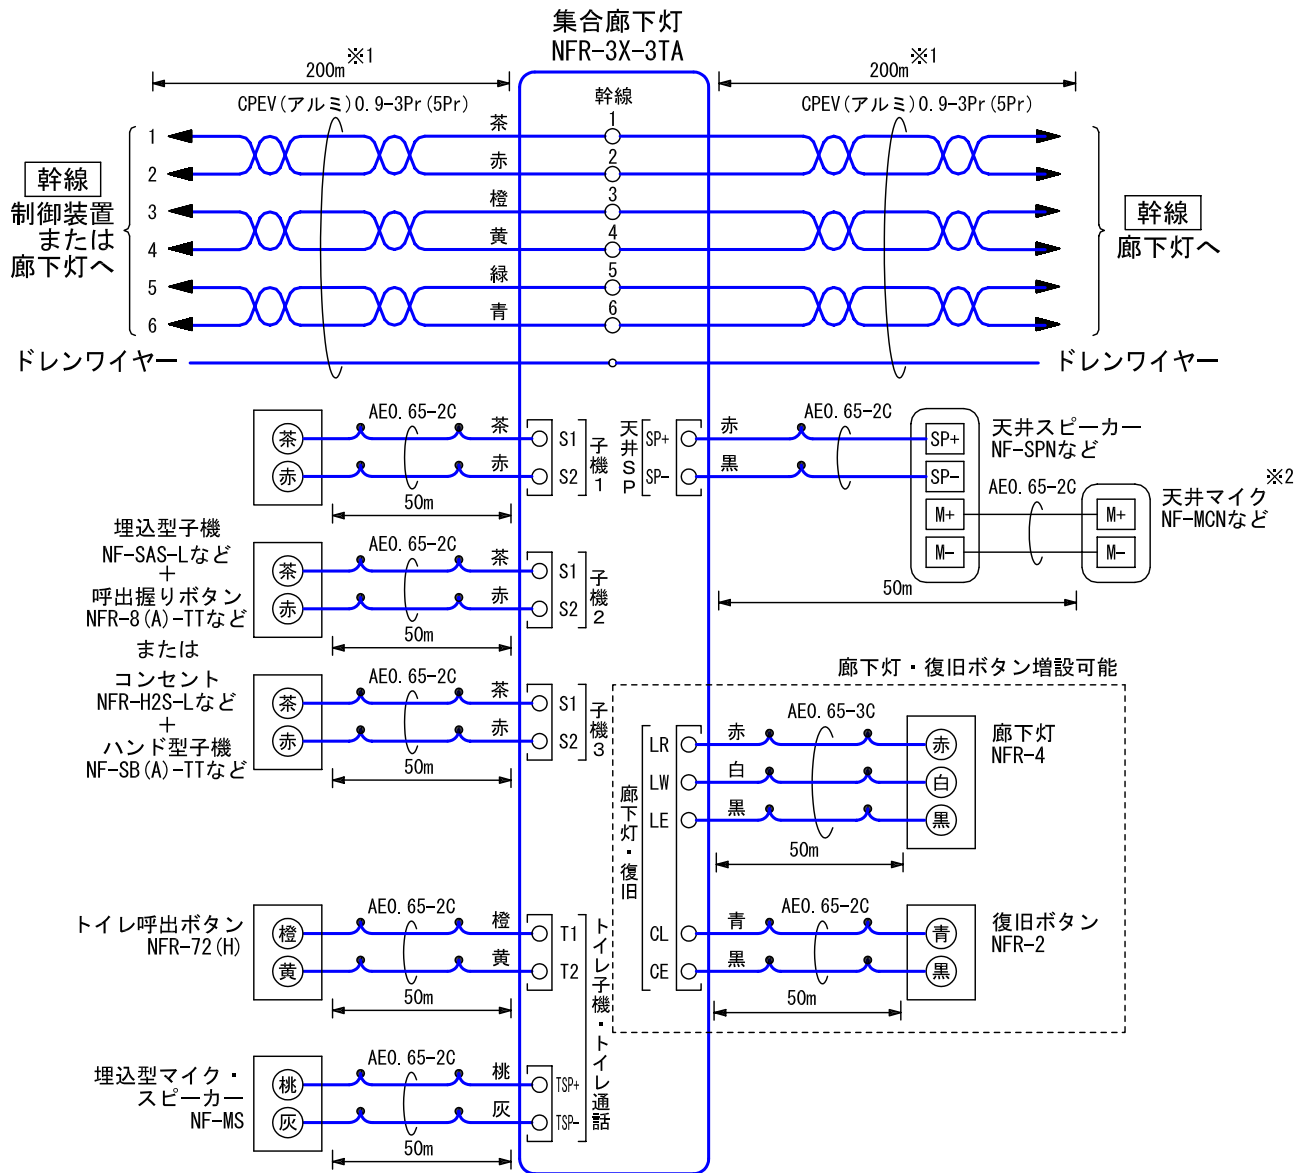 集合廊下灯
NFR-3X-3TA
200m※1
200m※1
CPEV(アルミ)0.9-3Pr(5Pr)
幹線
CPEV(アルミ)0.9-3Pr(5Pr)
1 茶 1
2 赤 2
3 橙 3
4 黄 4
5 緑 5
6 青 6
幹線
制御装置
または
廊下灯へ
幹線
廊下灯へ
ドレンワイヤー
ドレンワイヤー
AE0.65-2C
茶 茶 S1
赤 赤 S2
子機1
50m
天井SP
SP+ 赤 SP+
SP- 黒 SP-
AE0.65-2C
天井スピーカー
NF-SPNなど
M+ M+
M- M-
AE0.65-2C
天井マイク※2
NF-MCNなど
50m
埋込型子機
NF-SAS-Lなど
+
呼出握りボタン
NFR-8(A)-TTなど
または
コンセント
NFR-H2S-Lなど
+
ハンド型子機
NF-SB(A)-TTなど
AE0.65-2C
茶 茶 S1
赤 赤 S2
子機2
50m
AE0.65-2C
茶 茶 S1
赤 赤 S2
子機3
50m
廊下灯・復旧ボタン増設可能
廊下灯・復旧
AE0.65-3C
LR 赤 赤
LW 白 白
LE 黒 黒
廊下灯
NFR-4
50m
AE0.65-2C
CL 青 青
CE 黒 黒
復旧ボタン
NFR-2
50m
トイレ呼出ボタン
NFR-72(H)
AE0.65-2C
橙 橙 T1
黄 黄 T2
50m
トイレ子機・トイレ通話
埋込型マイク・
スピーカー
NF-MS
AE0.65-2C
桃 桃 TSP+
灰 灰 TSP-
50m